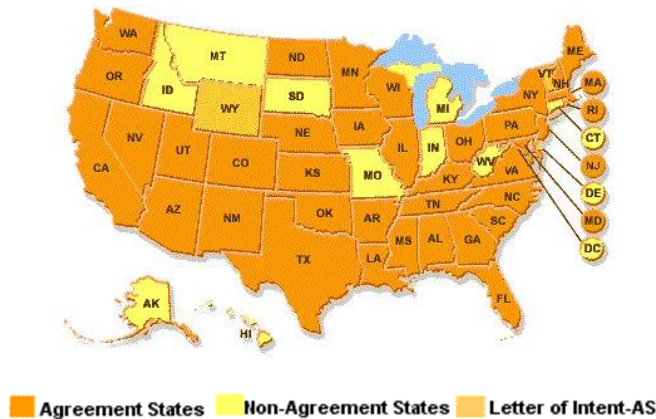 WA
MT
ND
ME
OR
MN
VT
NH
MA
ID
SD
WI
NY
RI
WY
MI
CT
NE
IA
PA
NV
UT
CO
IL
IN
OH
NJ
CA
KS
MO
WV
VA
DE
KY
NC
MD
AZ
NM
OK
AR
TN
SC
DC
TX
LA
MS
AL
GA
FL
AK
HI
Agreement States Non-Agreement States Letter of Intent-AS